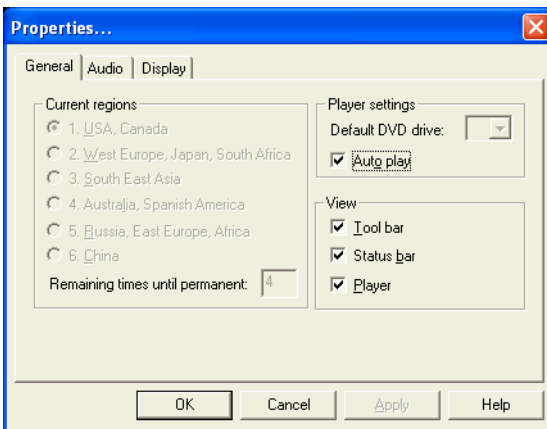 Properties...
General Audio Display
Current regions
1. USA, Canada
2. West Europe, Japan, South Africa
3. South East Asia
4. Australia, Spanish America
5. Russia, East Europe, Africa
6. China
Remaining times until permanent: 4
Player settings
Default DVD drive:
Auto play
View
Tool bar
Status bar
Player
OK Cancel Apply Help